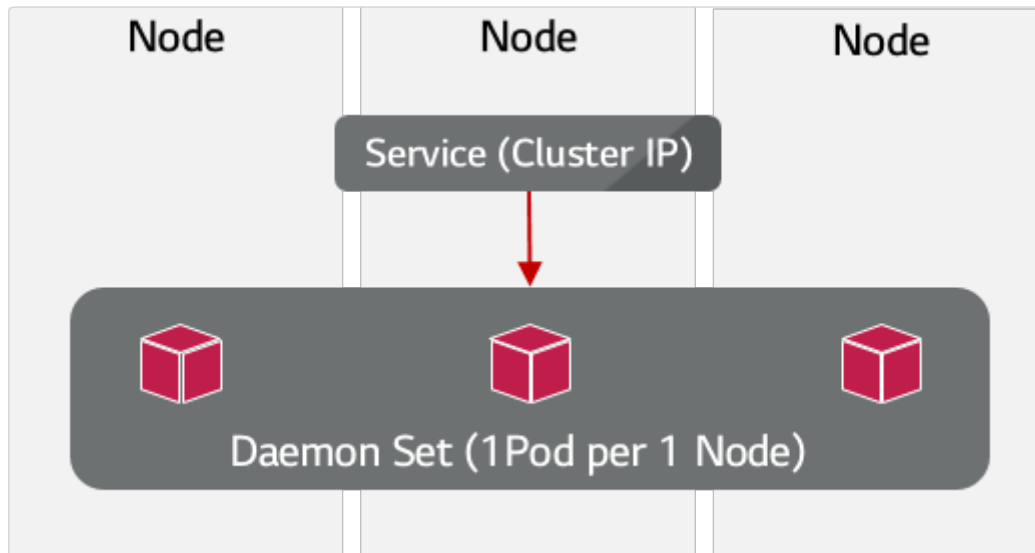 Node
Node
Node
Service (Cluster IP)
Daemon Set (1Pod per 1 Node)